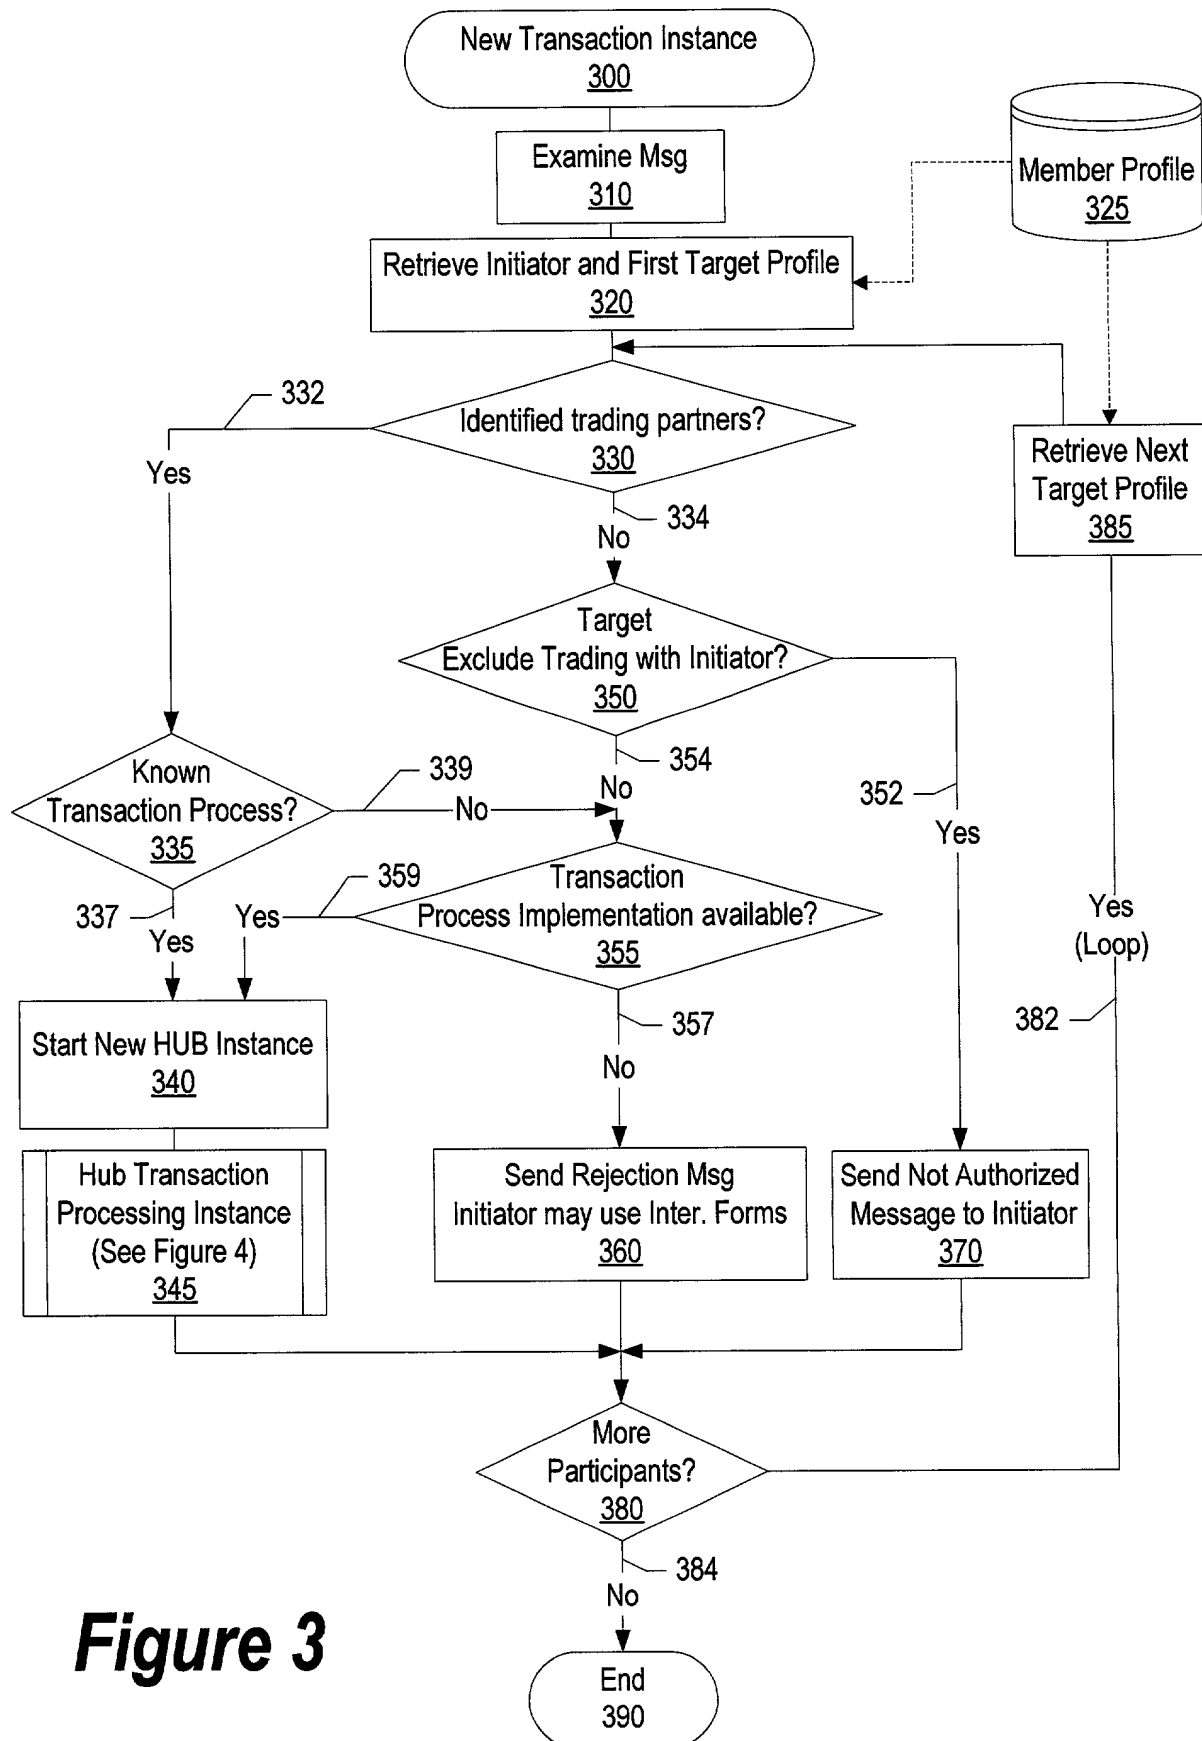 New Transaction Instance
300
Examine Msg
310
Member Profile
325
Retrieve Initiator and First Target Profile
320
332
Identified trading partners?
330
Yes
334
No
Retrieve Next
Target Profile
385
Target
Exclude Trading with Initiator?
350
354
No
352
Yes
Known
Transaction Process?
335
339
No
337
Yes
359
Yes
Transaction
Process Implementation available?
355
357
No
Yes
(Loop)
382
Start New HUB Instance
340
Hub Transaction
Processing Instance
(See Figure 4)
345
Send Rejection Msg
Initiator may use Inter. Forms
360
Send Not Authorized
Message to Initiator
370
More
Participants?
380
384
No
End
390
Figure 3